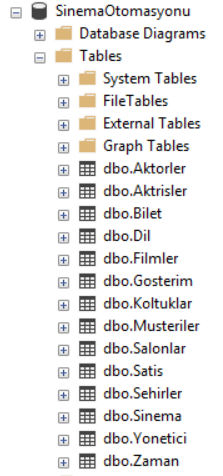 SinemaOtomasyonu
Database Diagrams
Tables
System Tables
FileTables
External Tables
Graph Tables
dbo.Aktorler
dbo.Aktrisler
dbo.Bilet
dbo.Dil
dbo.Filmler
dbo.Gosterim
dbo.Koltuklar
dbo.Musteriler
dbo.Salonlar
dbo.Satis
dbo.Sehirler
dbo.Sinema
dbo.Yonetici
dbo.Zaman